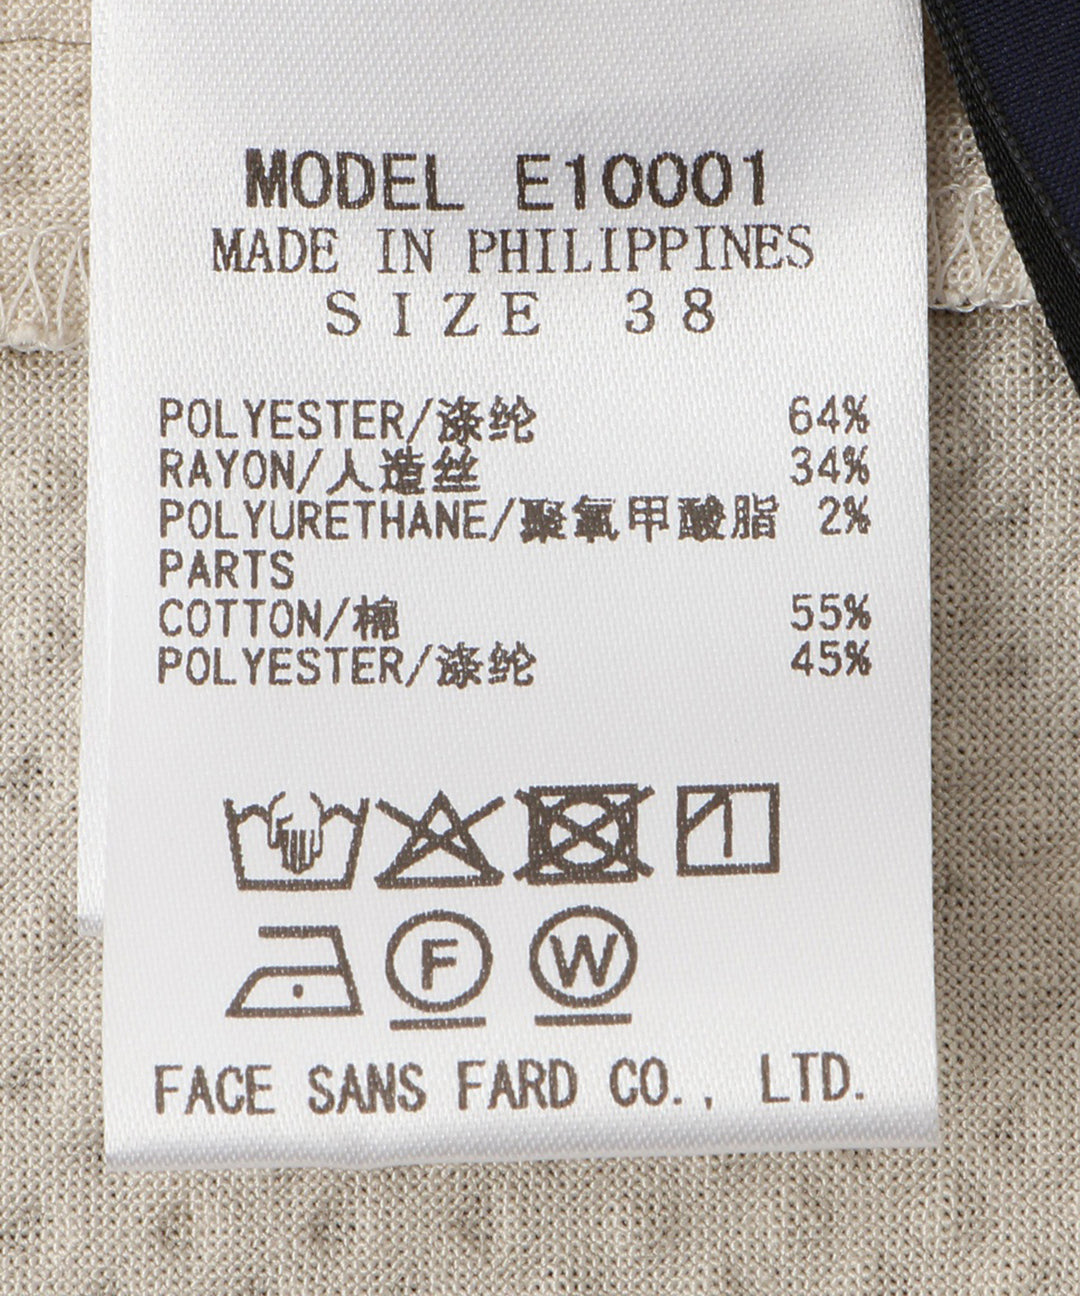 MODEL E10001
MADE IN PHILIPPINES
SIZE 38
POLYESTER/涤纶 64%
RAYON/人造丝 34%
POLYURETHANE/聚氧甲酸脂 2%
PARTS
COTTON/棉 55%
POLYESTER/涤纶 45%
F W
FACE SANS FARD CO., LTD.